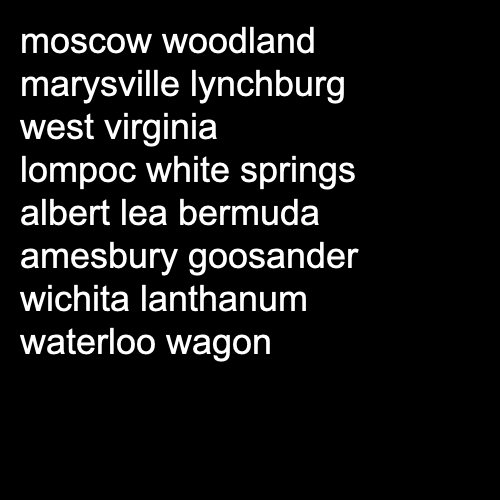 moscow woodland
marysville lynchburg
west virginia
lompoc white springs
albert lea bermuda
amesbury goosander
wichita lanthanum
waterloo wagon